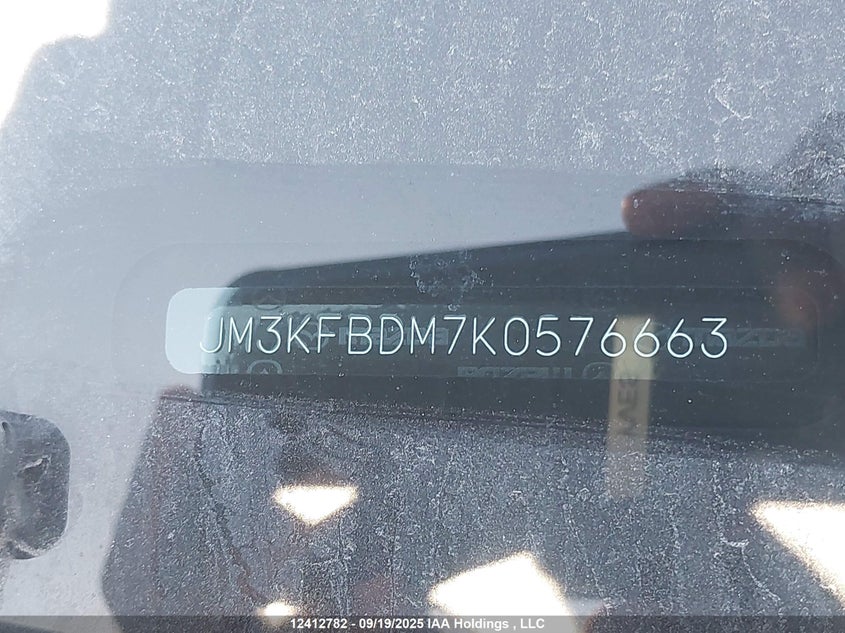 JM3KFBDM7K0576663
12412782 - 09/19/2025 IAA Holdings , LLC